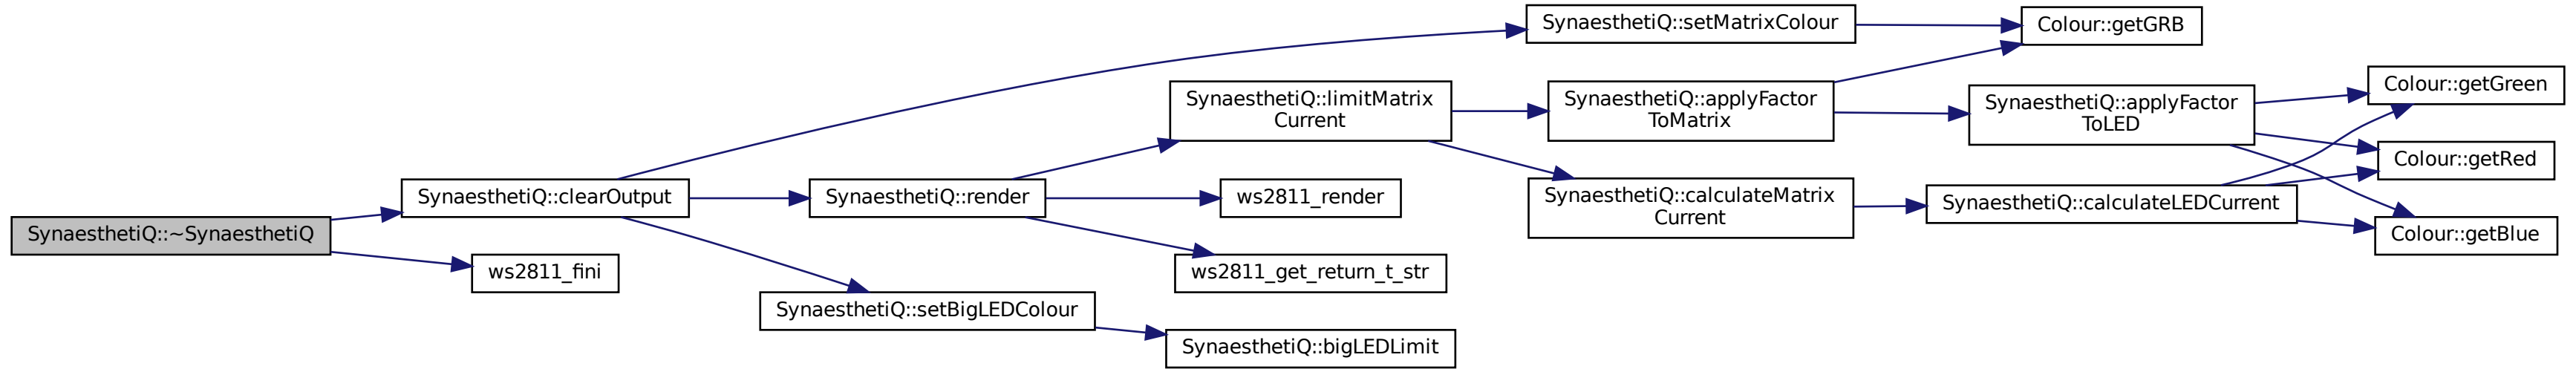 SynaesthetiQ::~SynaesthetiQ
SynaesthetiQ::clearOutput
ws2811_fini
SynaesthetiQ::setMatrixColour
SynaesthetiQ::render
SynaesthetiQ::setBigLEDColour
SynaesthetiQ::limitMatrix
Current
ws2811_render
ws2811_get_return_t_str
SynaesthetiQ::bigLEDLimit
SynaesthetiQ::applyFactor
ToMatrix
SynaesthetiQ::calculateMatrix
Current
Colour::getGRB
SynaesthetiQ::applyFactor
ToLED
SynaesthetiQ::calculateLEDCurrent
Colour::getGreen
Colour::getRed
Colour::getBlue